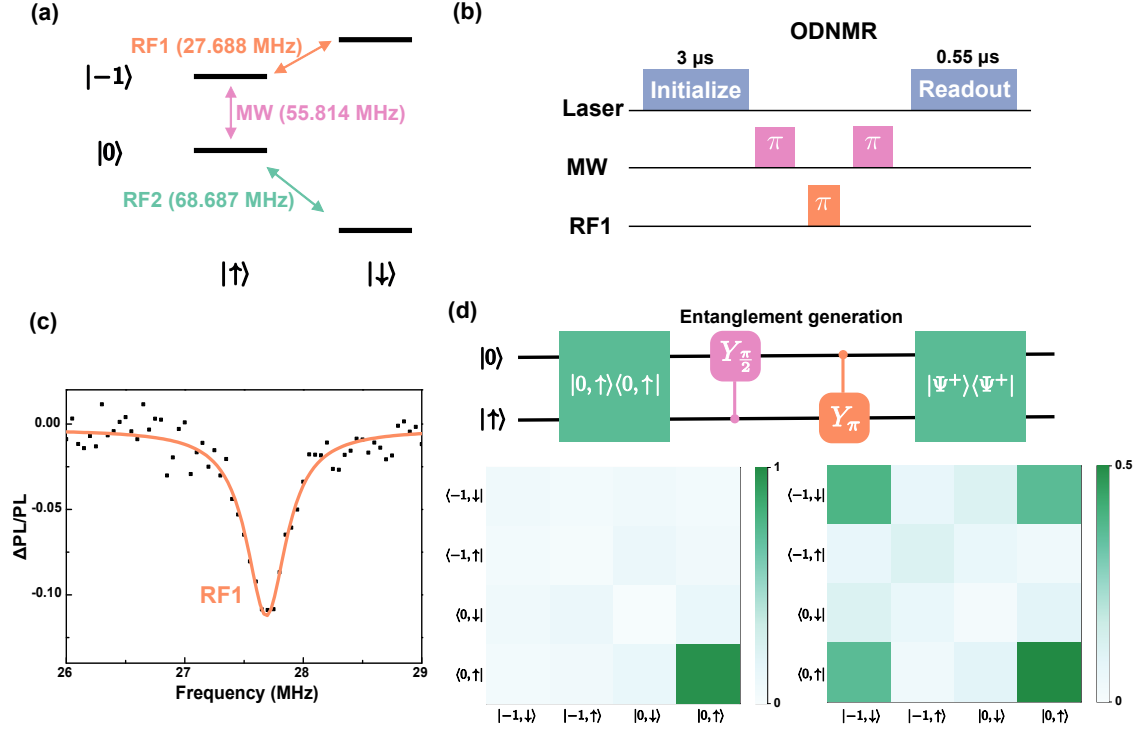 (a)
RF1 (27.688 MHz)
|−1⟩
MW (55.814 MHz)
|0⟩
RF2 (68.687 MHz)
|↑⟩
|↓⟩
(b)
ODNMR
3 μs
0.55 μs
Laser
Initialize
Readout
MW
π
π
RF1
π
(c)
0.00
-0.05
-0.10
ΔPL/PL
RF1
26
27
28
29
Frequency (MHz)
(d)
Entanglement generation
|0⟩
|↑⟩
|0,↑⟩⟨0,↑|
Y_{π/2}
Y_π
|Ψ⁺⟩⟨Ψ⁺|
⟨−1,↓|
⟨−1,↑|
⟨0,↓|
⟨0,↑|
|−1,↓⟩
|−1,↑⟩
|0,↓⟩
|0,↑⟩
1
0
⟨−1,↓|
⟨−1,↑|
⟨0,↓|
⟨0,↑|
|−1,↓⟩
|−1,↑⟩
|0,↓⟩
|0,↑⟩
0.5
0